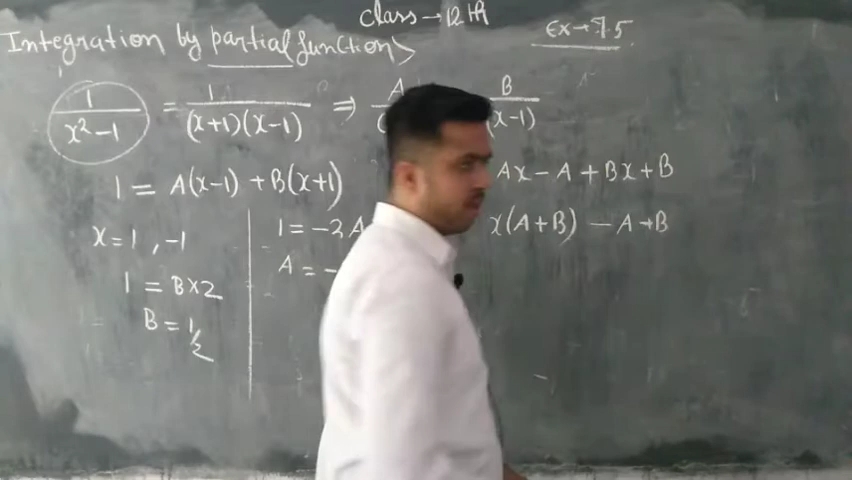 Class → 12th
Ex → 7.5
Integration by partial function
1/(x²-1) = 1/((x+1)(x-1)) ⇒ A/( B/(x-1)
1 = A(x-1) + B(x+1)
Ax - A + Bx + B
x = 1, -1
1 = -2A
x(A+B) - A + B
1 = B×2
A = -
B = 1/2